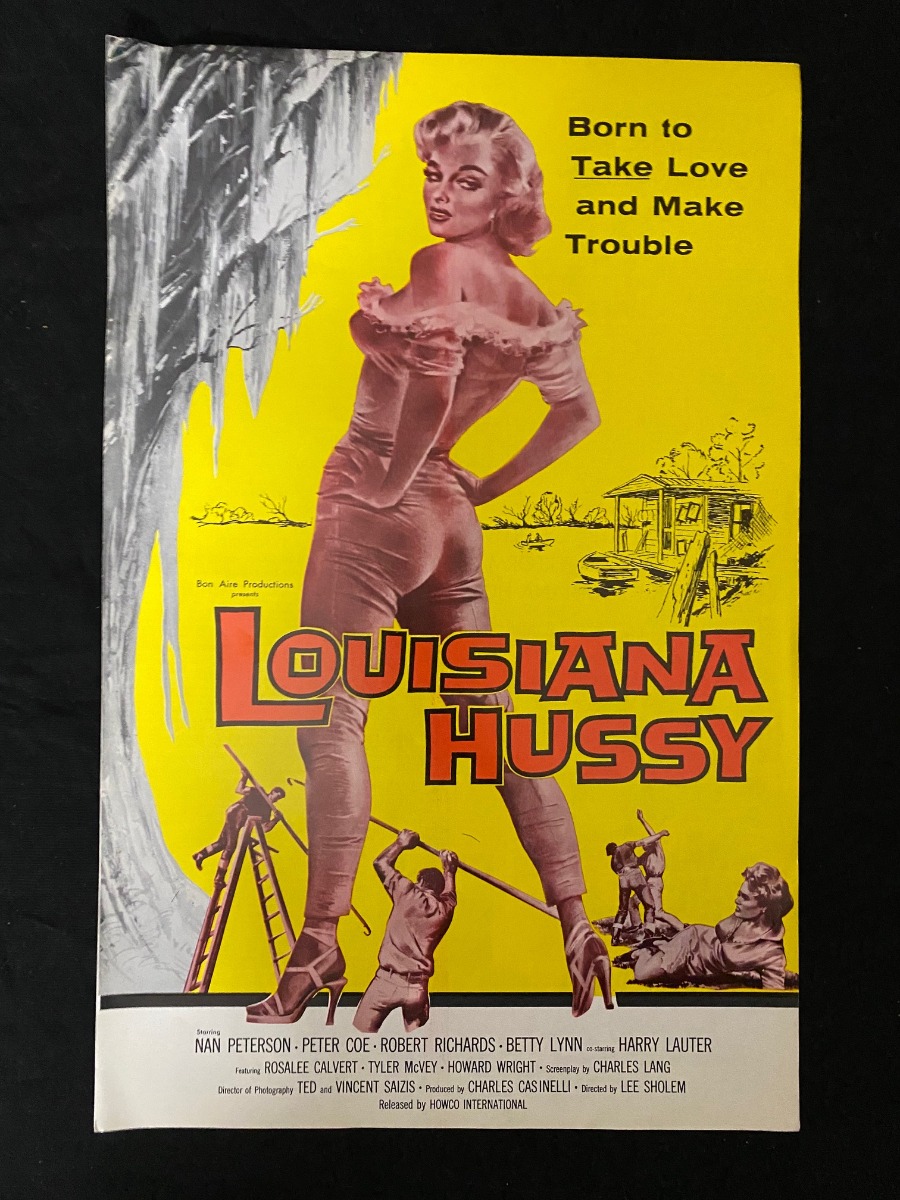 Born to
Take Love
and Make
Trouble
Bon Aire Productions
presents
LOUISIANA
HUSSY
Starring
NAN PETERSON • PETER COE • ROBERT RICHARDS • BETTY LYNN co-starring HARRY LAUTER
Featuring ROSALEE CALVERT • TYLER McVEY • HOWARD WRIGHT • Screenplay by CHARLES LANG
Director of Photography TED and VINCENT SAIZIS • Produced by CHARLES CASINELLI • Directed by LEE SHOLEM
Released by HOWCO INTERNATIONAL